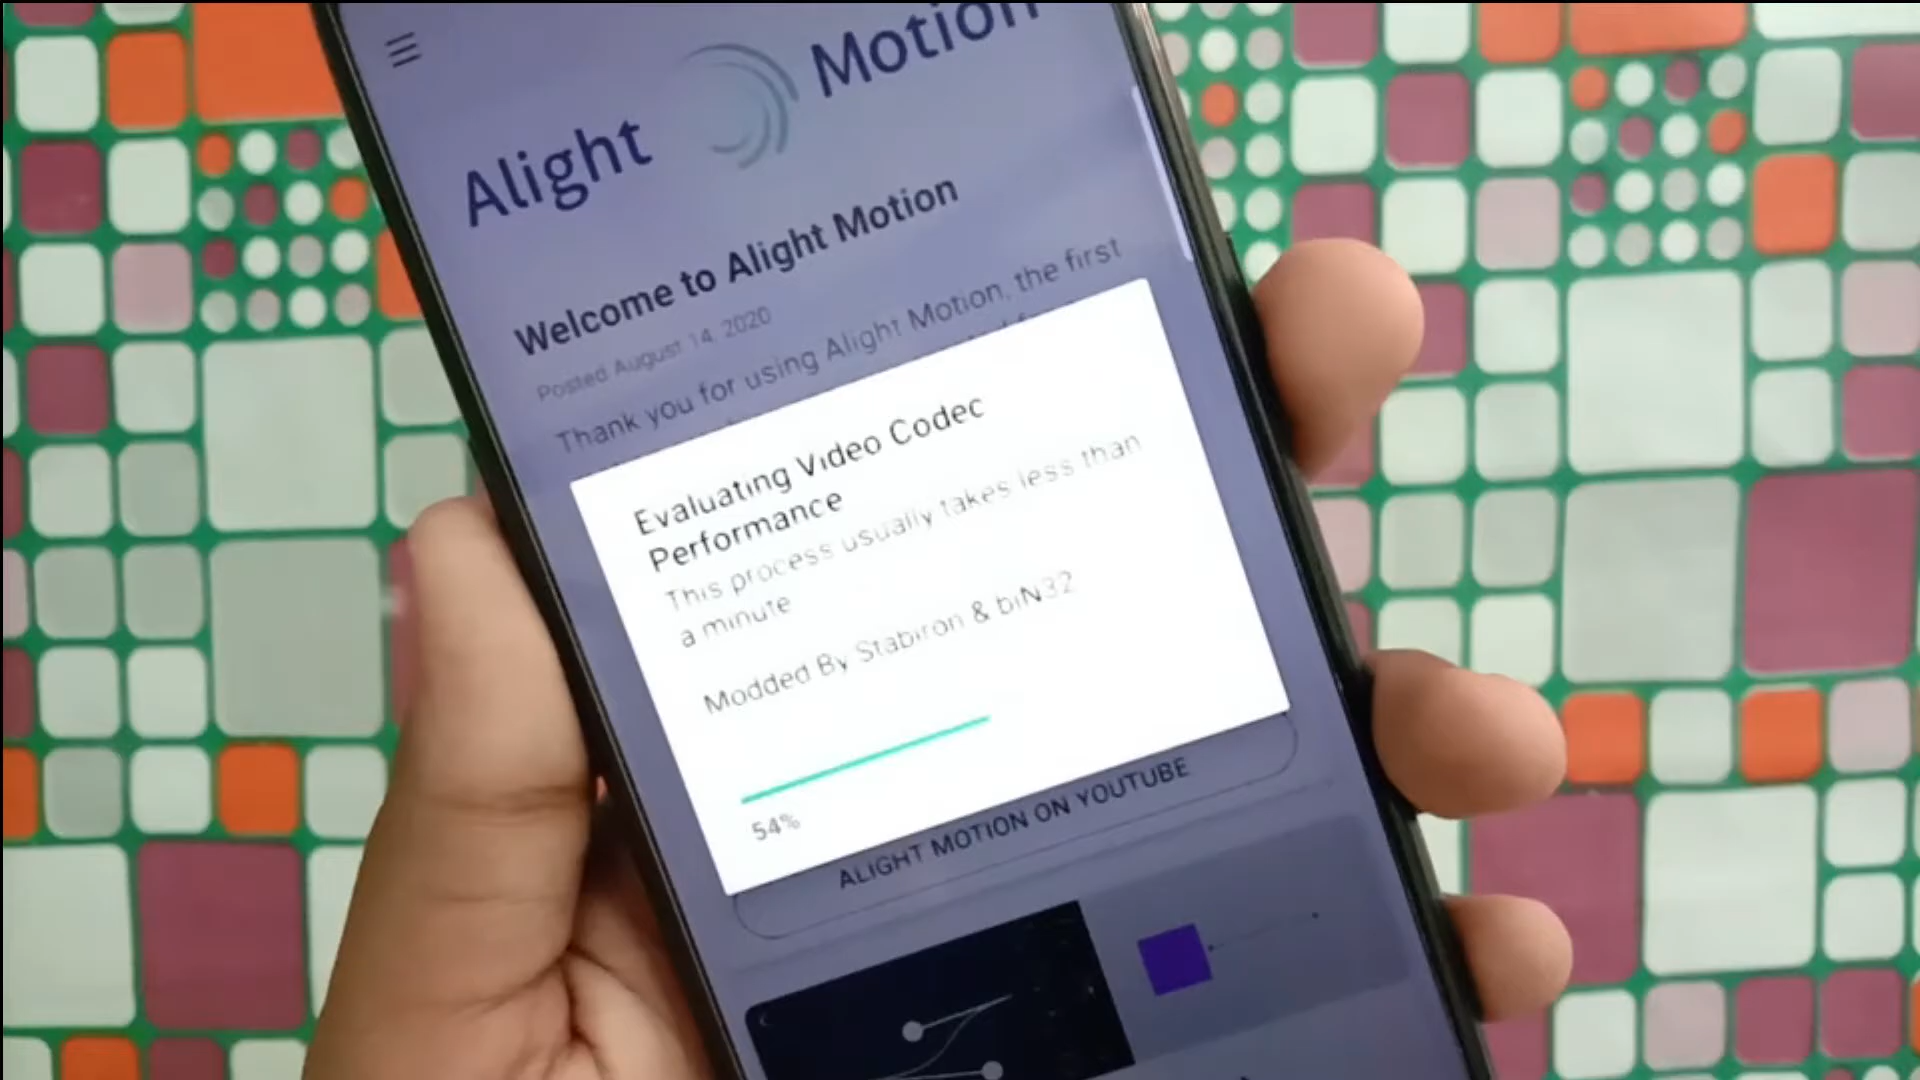 Alight Motion
Welcome to Alight Motion
Posted August 14, 2020
Thank you for using Alight Motion, the first
Evaluating Video Codec
Performance
This process usually takes less than
a minute
Modded By Stabiron & biN32
54%
ALIGHT MOTION ON YOUTUBE